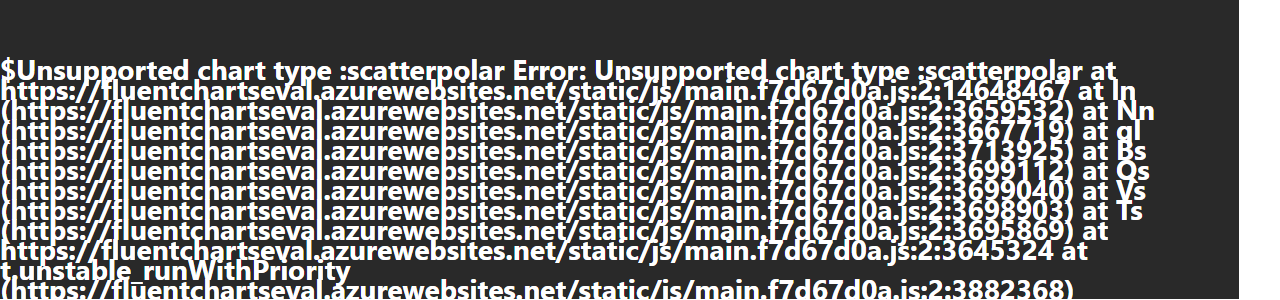 $Unsupported chart type :scatterpolar Error: Unsupported chart type :scatterpolar at
https://fluentchartseval.azurewebsites.net/static/js/main.f7d67d0a.js:2:14648467 at ln
(https://fluentchartseval.azurewebsites.net/static/js/main.f7d67d0a.js:2:3659532) at Nn
(https://fluentchartseval.azurewebsites.net/static/js/main.f7d67d0a.js:2:3667719) at gl
(https://fluentchartseval.azurewebsites.net/static/js/main.f7d67d0a.js:2:3713925) at Bs
(https://fluentchartseval.azurewebsites.net/static/js/main.f7d67d0a.js:2:3699112) at Os
(https://fluentchartseval.azurewebsites.net/static/js/main.f7d67d0a.js:2:3699040) at Vs
(https://fluentchartseval.azurewebsites.net/static/js/main.f7d67d0a.js:2:3698903) at Ts
(https://fluentchartseval.azurewebsites.net/static/js/main.f7d67d0a.js:2:3695869) at
https://fluentchartseval.azurewebsites.net/static/js/main.f7d67d0a.js:2:3645324 at
t.unstable_runWithPriority
(https://fluentchartseval.azurewebsites.net/static/js/main.f7d67d0a.js:2:3882368)